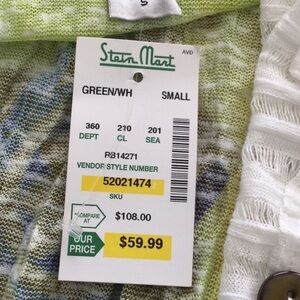 S
Stein Mart
AVD
GREEN/WH SMALL
360 210 201
DEPT CL SEA
RB14271
VENDOR STYLE NUMBER
52021474
SKU
COMPARE AT $108.00
OUR PRICE $59.99